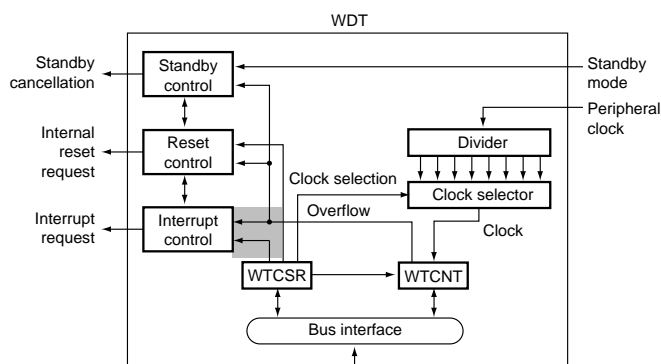 WDT
Standby
cancellation
Standby
control
Standby
mode
Peripheral
clock
Internal
reset
request
Reset
control
Divider
Clock selection
Clock selector
Interrupt
request
Interrupt
control
Overflow
Clock
WTCSR
WTCNT
Bus interface